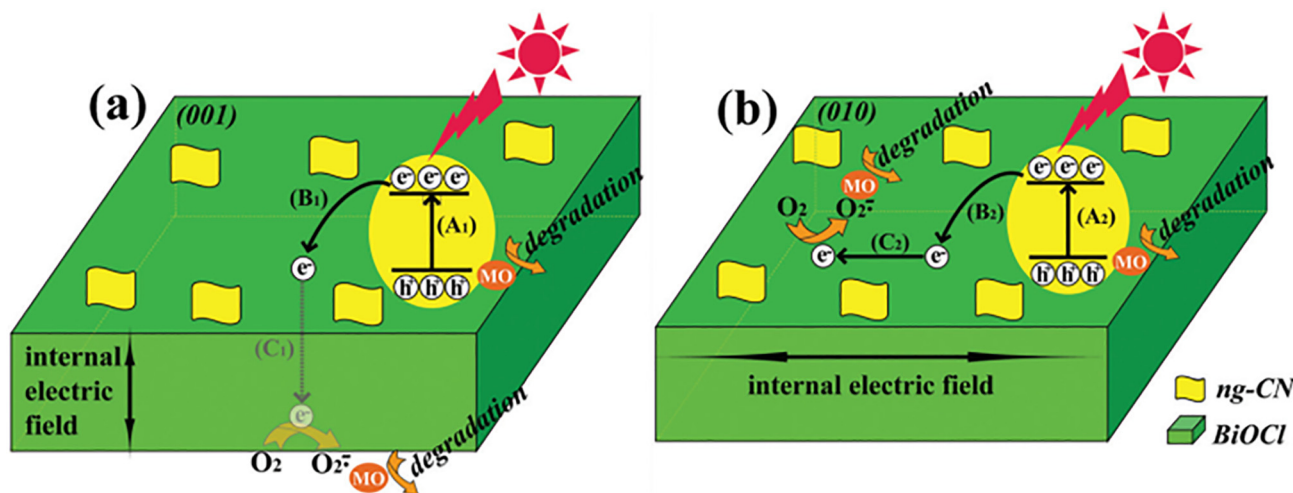 (a)
(001)
e⁻ e⁻ e⁻
(B₁)
(A₁)
degradation
e⁻
h⁺ h⁺ h⁺
MO
(C₁)
internal
electric
field
e⁻
O₂ O₂⁻
MO
degradation
(b)
(010)
degradation
MO
O₂ O₂⁻
e⁻ e⁻ e⁻
(B₂)
(A₂)
degradation
e⁻
(C₂)
e⁻
h⁺ h⁺ h⁺
MO
internal electric field
ng-CN
BiOCl